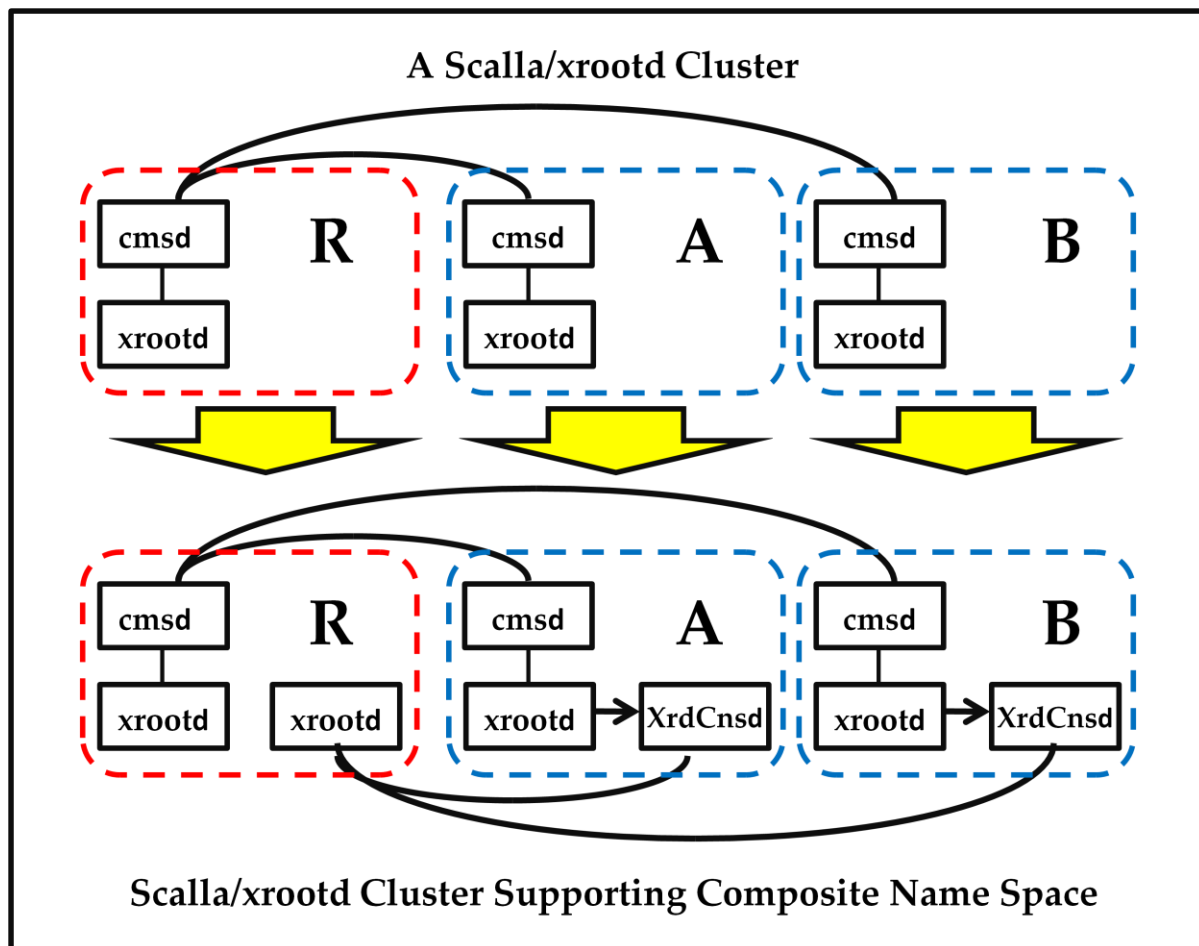 A Scalla/xrootd Cluster
cmsd R cmsd A cmsd B
xrootd xrootd xrootd
cmsd R cmsd A cmsd B
xrootd xrootd xrootd XrdCnsd xrootd XrdCnsd
Scalla/xrootd Cluster Supporting Composite Name Space